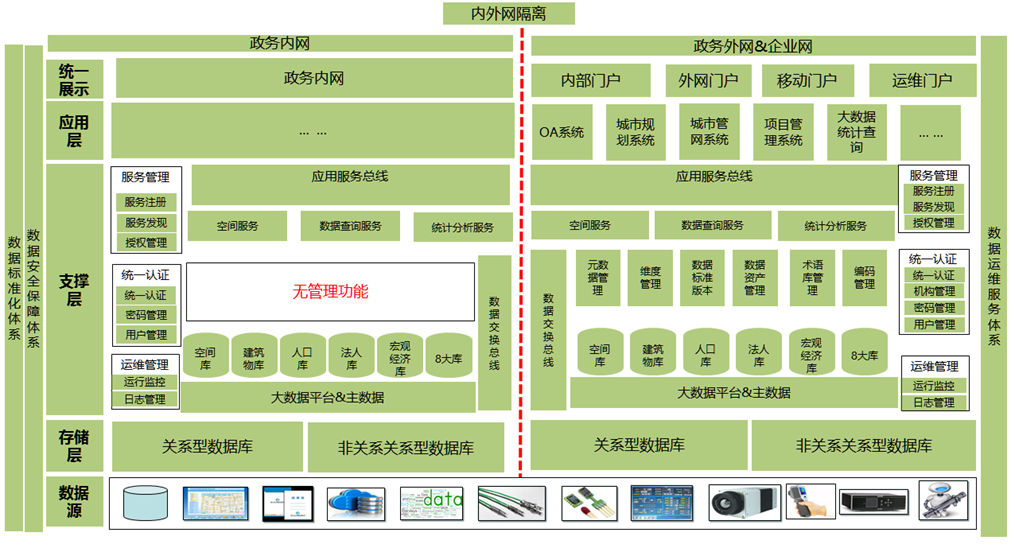 内外网隔离
政务内网
政务外网&企业网
数据标准化体系
数据安全保障体系
数据运维服务体系
统一
展示
政务内网
内部门户
外网门户
移动门户
运维门户
应用
层
... ...
OA系统
城市规
划系统
城市管
网系统
项目管
理系统
大数据
统计查
询
... ...
支撑
层
服务管理
服务注册
服务发现
授权管理
统一认证
统一认证
密码管理
用户管理
运维管理
运行监控
日志管理
应用服务总线
空间服务
数据查询服务
统计分析服务
无管理功能
空间
库
建筑
物库
人口
库
法人
库
宏观
经济
库
8大库
大数据平台&主数据
数据交换总线
应用服务总线
空间服务
数据查询服务
统计分析服务
数据交换总线
元数
据管
理
维度
管理
数据
标准
版本
数据
资产
管理
术语
库管
理
编码
管理
空间
库
建筑
物库
人口
库
法人
库
宏观
经济
库
8大库
大数据平台&主数据
服务管理
服务注册
服务发现
授权管理
统一认证
统一认证
机构管理
密码管理
用户管理
运维管理
运行监控
日志管理
存储
层
关系型数据库
非关系关系型数据库
关系型数据库
非关系关系型数据库
数据
源
data